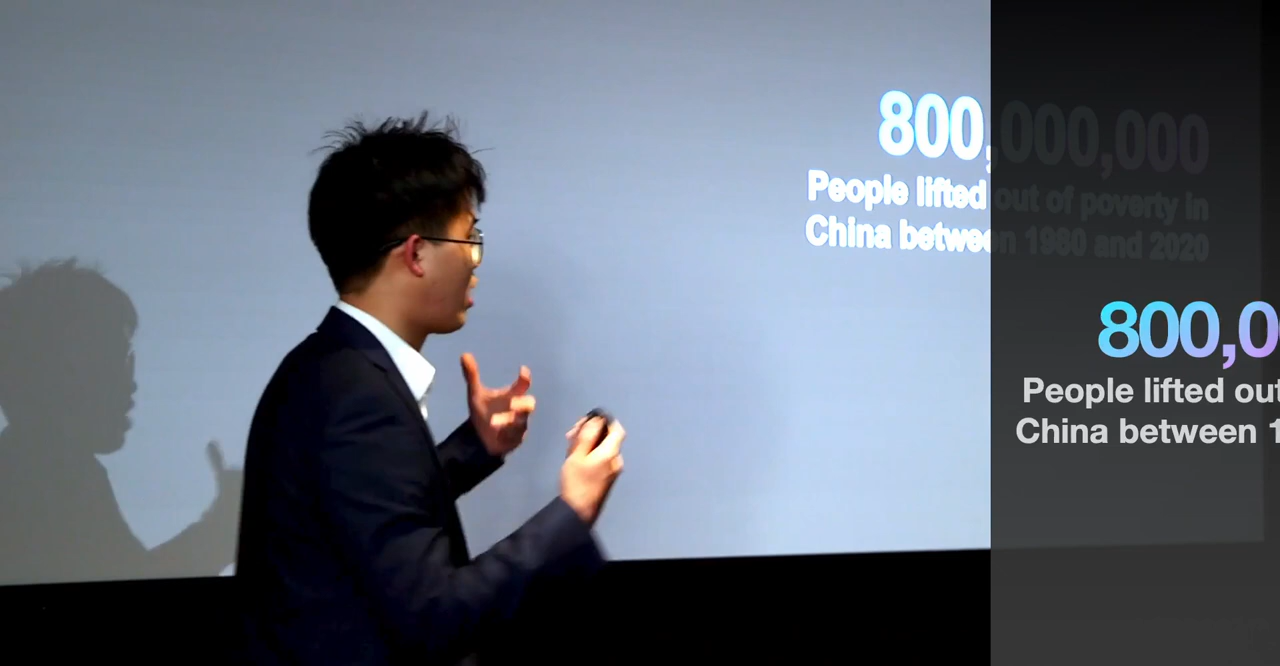 800,000,000
People lifted out of poverty in
China between 1980 and 2020
800,0
People lifted out
China between 1